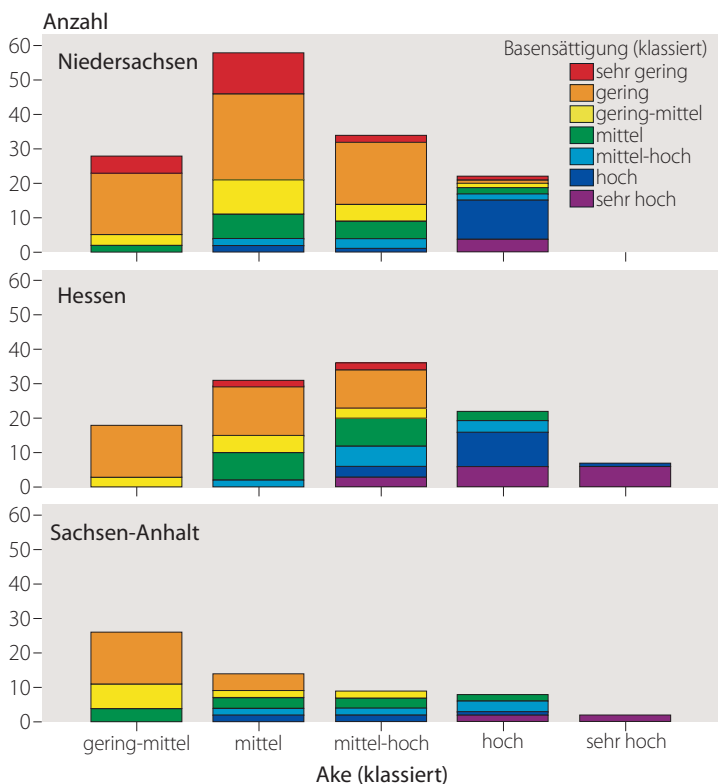 Anzahl
60
50
40
30
20
10
0
Niedersachsen
Basensättigung (klassiert)
sehr gering
gering
gering-mittel
mittel
mittel-hoch
hoch
sehr hoch
60
50
40
30
20
10
0
Hessen
60
50
40
30
20
10
0
Sachsen-Anhalt
gering-mittel mittel mittel-hoch hoch sehr hoch
Ake (klassiert)